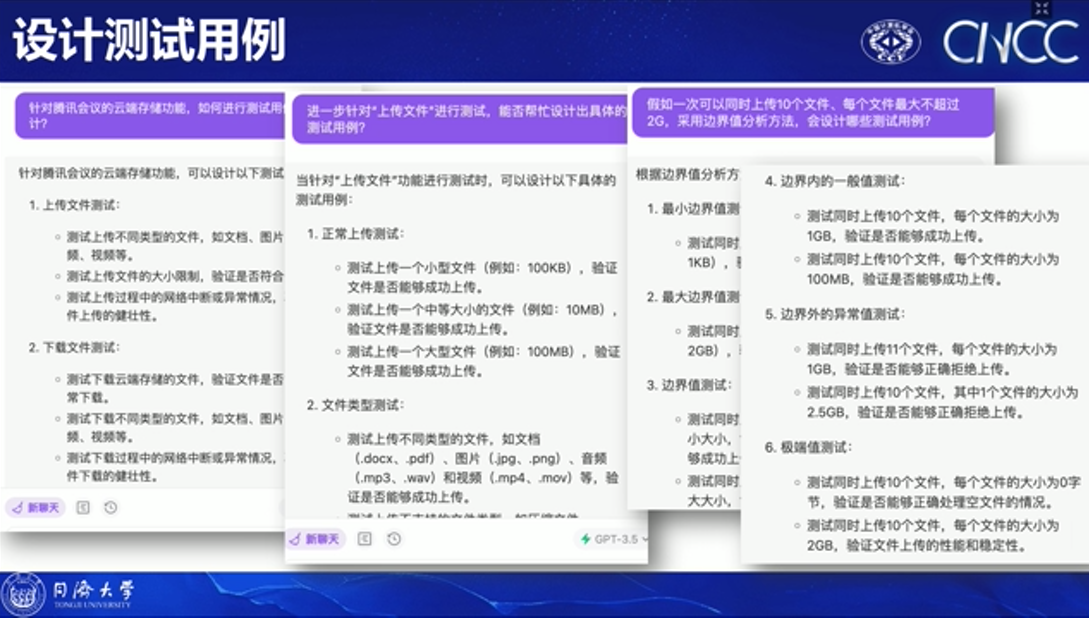 设计测试用例
中国计算机学会
CCF
CNCC
针对腾讯会议的云端存储功能，如何进行测试用
计？
针对腾讯会议的云端存储功能，可以设计以下测试
1. 上传文件测试：
测试上传不同类型的文件，如文档、图片
频、视频等。
测试上传文件的大小限制，验证是否符合
测试上传过程中的网络中断或异常情况，
件上传的健壮性。
2. 下载文件测试：
测试下载云端存储的文件，验证文件是否
常下载。
测试下载不同类型的文件，如文档、图片
频、视频等。
测试下载过程中的网络中断或异常情况，
件下载的健壮性。
新聊天
进一步针对“上传文件”进行测试，能否帮忙设计出具体的
测试用例？
当针对“上传文件”功能进行测试时，可以设计以下具体的
测试用例：
1. 正常上传测试：
测试上传一个小型文件（例如：100KB），验证
文件是否能够成功上传。
测试上传一个中等大小的文件（例如：10MB），
验证文件是否能够成功上传。
测试上传一个大型文件（例如：100MB），验证
文件是否能够成功上传。
2. 文件类型测试：
测试上传不同类型的文件，如文档
（.docx、.pdf）、图片（.jpg、.png）、音频
（.mp3、.wav）和视频（.mp4、.mov）等，验
证是否能够成功上传。
新聊天
GPT-3.5
假如一次可以同时上传10个文件、每个文件最大不超过
2G，采用边界值分析方法，会设计哪些测试用例？
根据边界值分析方
1. 最小边界值测
测试同时
1KB），
2. 最大边界值测
测试同时
2GB），
3. 边界值测试：
测试同时
小大小，
够成功上
测试同时
大大小，
4. 边界内的一般值测试：
测试同时上传10个文件，每个文件的大小为
1GB，验证是否能够成功上传。
测试同时上传10个文件，每个文件的大小为
100MB，验证是否能够成功上传。
5. 边界外的异常值测试：
测试同时上传11个文件，每个文件的大小为
1GB，验证是否能够正确拒绝上传。
测试同时上传10个文件，其中1个文件的大小为
2.5GB，验证是否能够正确拒绝上传。
6. 极端值测试：
测试同时上传10个文件，每个文件的大小为0字
节，验证是否能够正确处理空文件的情况。
测试同时上传10个文件，每个文件的大小为
2GB，验证文件上传的性能和稳定性。
同济大学
TONGJI UNIVERSITY